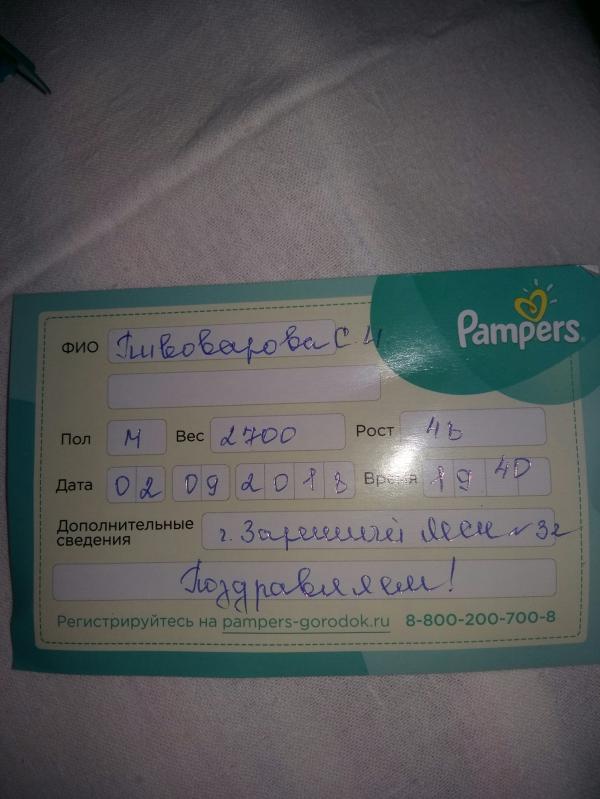 Pampers
ФИО Пивоварова С. И
Пол М Вес 2700 Рост 46
Дата 02 09 2018 Время 19 40
Дополнительные сведения г. Заречный
Поздравляем!
Регистрируйтесь на pampers-gorodok.ru 8-800-200-700-8